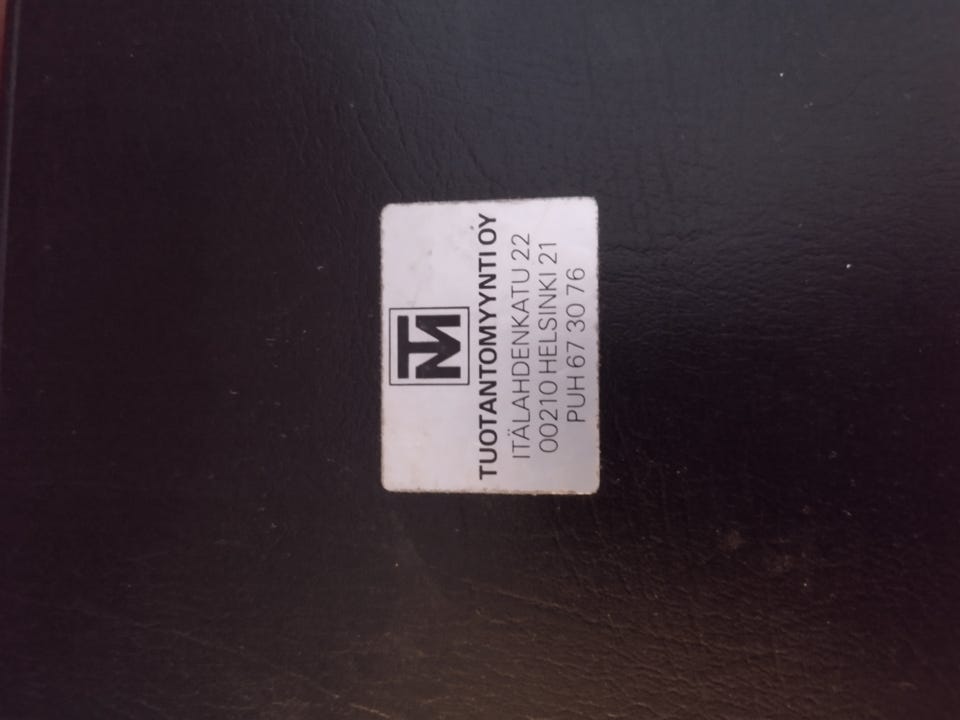 TM
TUOTANTOMYYNTI OY
ITÄLAHDENKATU 22
00210 HELSINKI 21
PUH 67 30 76